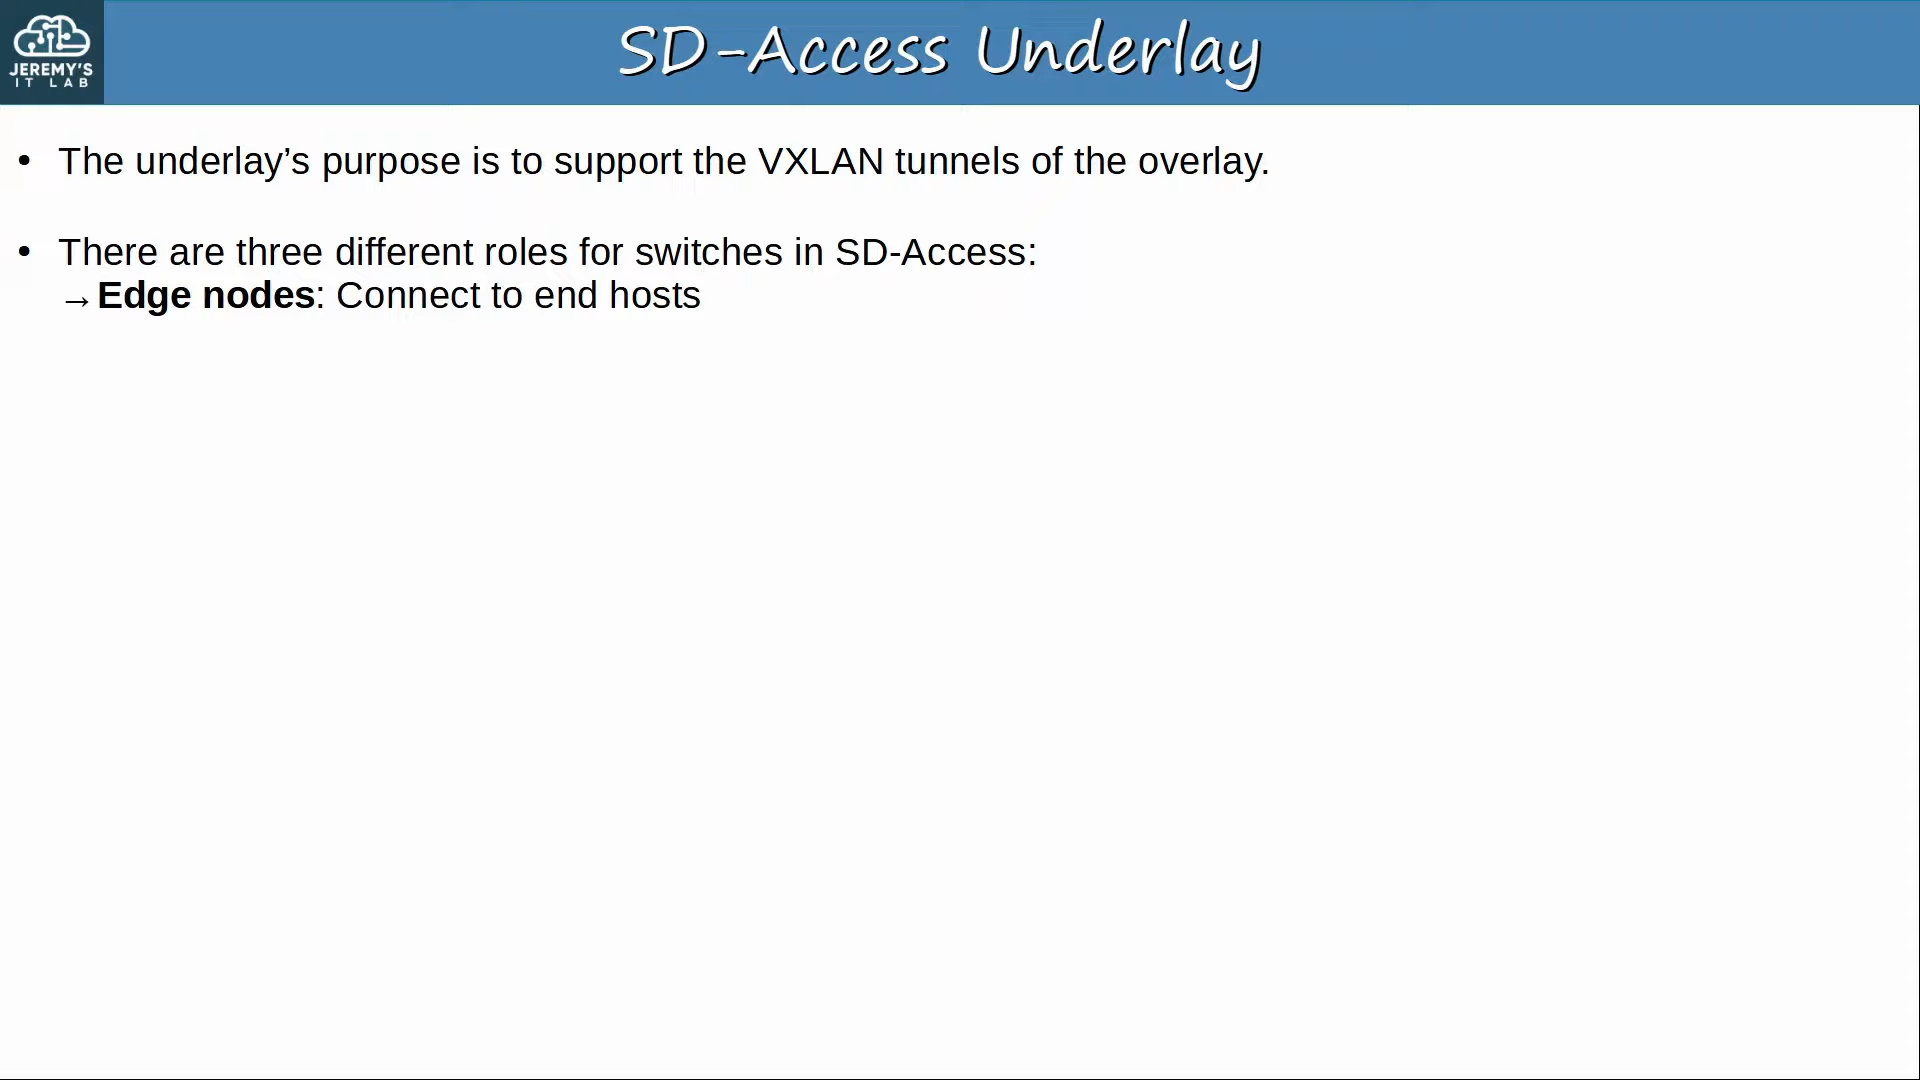 JEREMY'S
IT LAB
SD-Access Underlay
• The underlay’s purpose is to support the VXLAN tunnels of the overlay.
• There are three different roles for switches in SD-Access:
→Edge nodes: Connect to end hosts